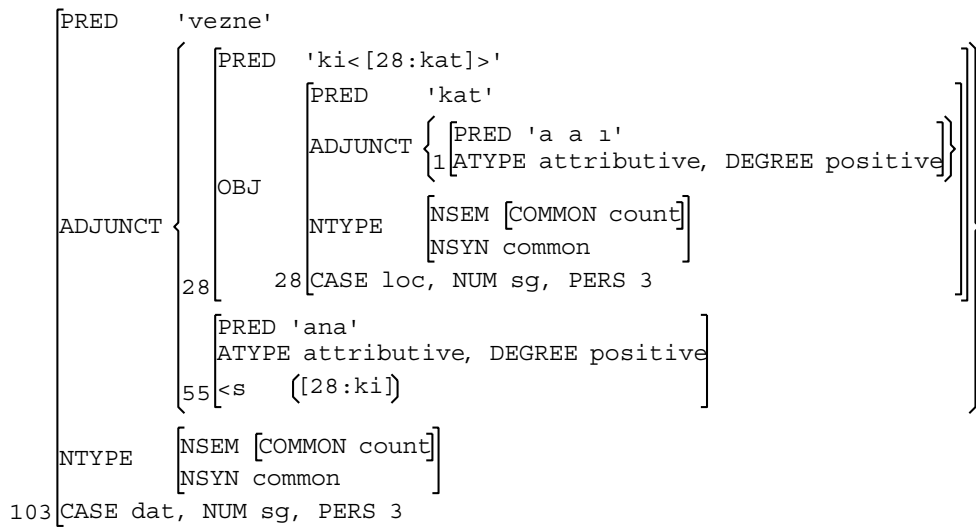 PRED 'vezne'
PRED 'ki<[28:kat]>'
PRED 'kat'
ADJUNCT PRED 'a a ı'
1 ATYPE attributive, DEGREE positive
OBJ
ADJUNCT NTYPE NSEM [COMMON count]
NSYN common
28 28 CASE loc, NUM sg, PERS 3
PRED 'ana'
ATYPE attributive, DEGREE positive
55 <s ([28:ki])
NTYPE NSEM [COMMON count]
NSYN common
103 CASE dat, NUM sg, PERS 3